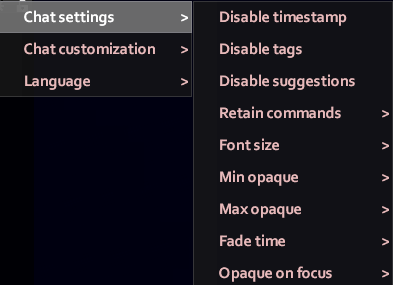 Chat settings >
Chat customization >
Language >
Disable timestamp
Disable tags
Disable suggestions
Retain commands >
Font size >
Min opaque >
Max opaque >
Fade time >
Opaque on focus >